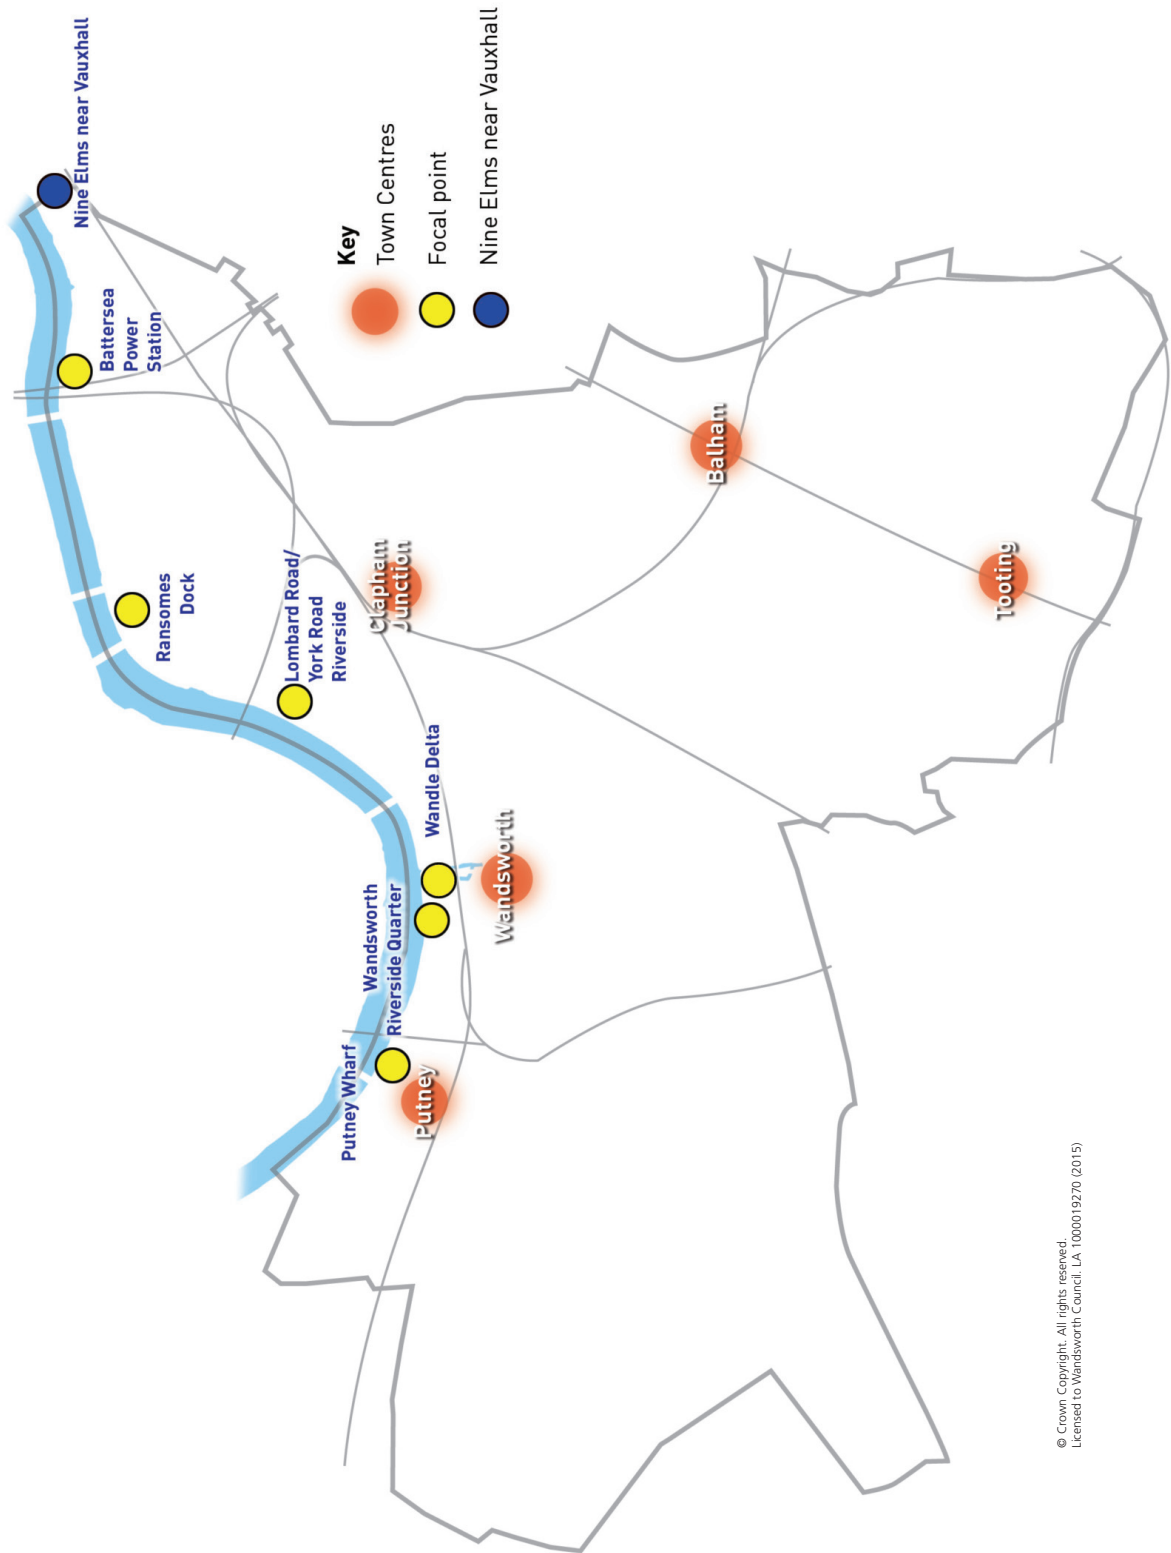 Nine Elms near Vauxhall
Battersea
Power
Station
Ransomes
Dock
Lombard Road/
York Road
Riverside
Wandle Delta
Wandsworth
Riverside Quarter
Putney Wharf
Clapham
Junction
Balham
Tooting
Wandsworth
Putney
Key
Town Centres
Focal point
Nine Elms near Vauxhall
© Crown Copyright. All rights reserved.
Licensed to Wandsworth Council. LA 1000019270 (2015)